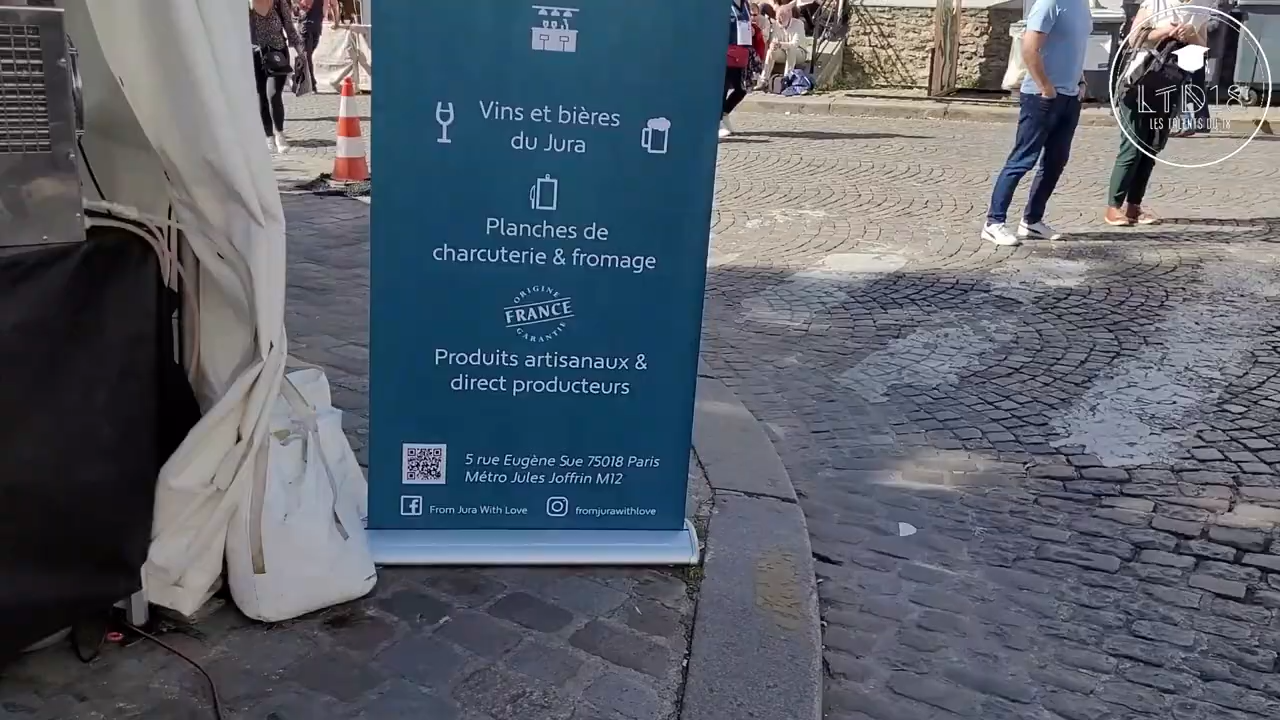 Vins et bières
du Jura
Planches de
charcuterie & fromage
ORIGINE
FRANCE
GARANTIE
Produits artisanaux &
direct producteurs
5 rue Eugène Sue 75018 Paris
Métro Jules Joffrin M12
From Jura With Love
fromjurawithlove
LTD18
LES TALENTS DU 18